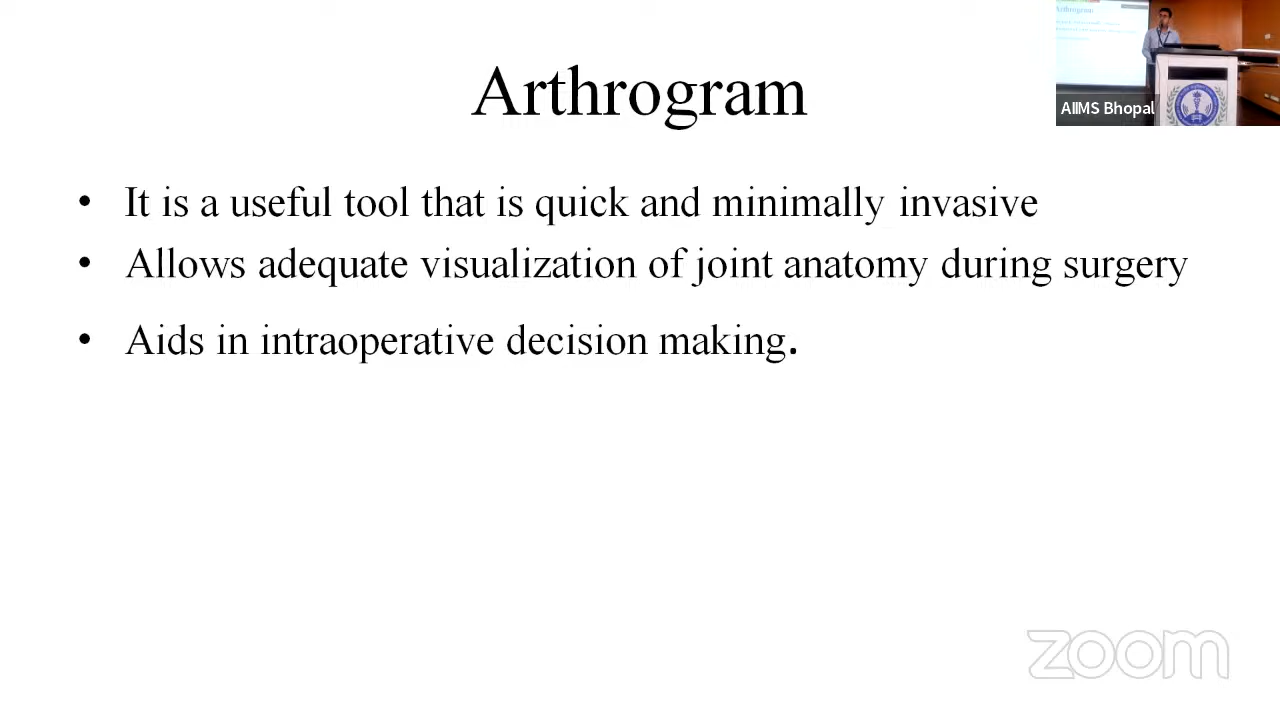 Arthrogram
AIIMS Bhopal
• It is a useful tool that is quick and minimally invasive
• Allows adequate visualization of joint anatomy during surgery
• Aids in intraoperative decision making.
zoom